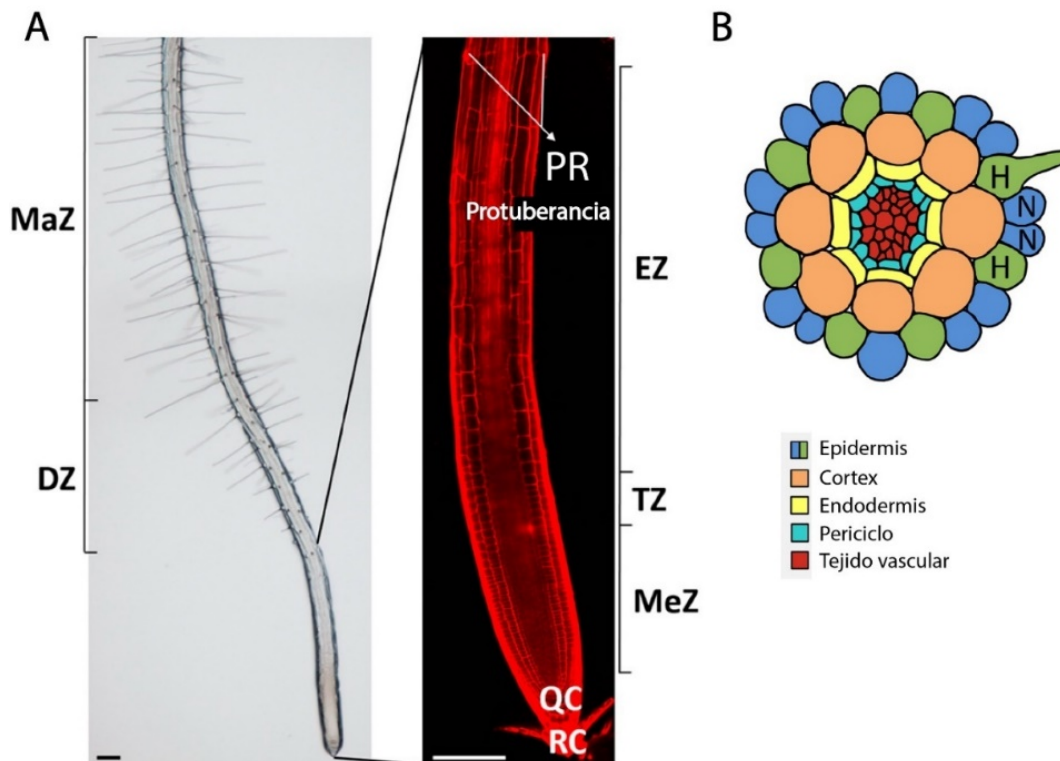 A
MaZ
DZ
PR
Protuberancia
EZ
TZ
MeZ
QC
RC
B
H
N
N
H
Epidermis
Cortex
Endodermis
Periciclo
Tejido vascular